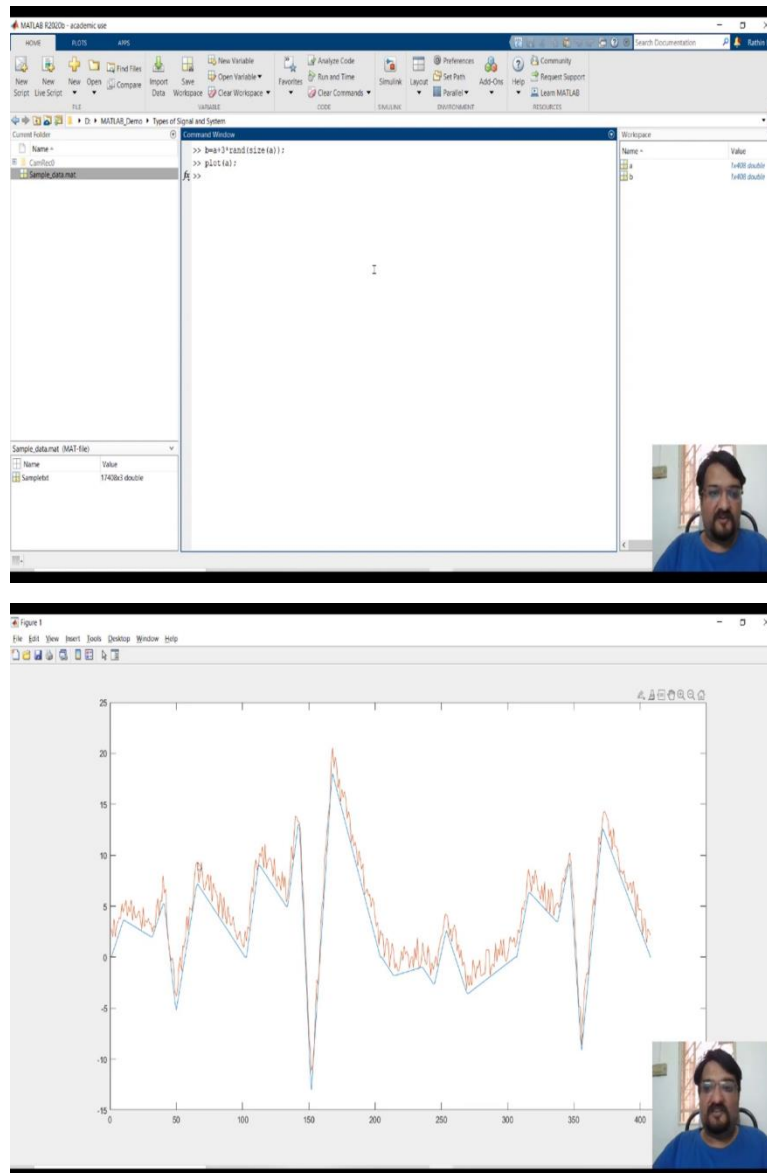 MATLAB R2020b - academic use
HOME PLOTS APPS
Search Documentation Rathin
New Script New Live Script New Open Find Files Compare Import Data Save Workspace New Variable Open Variable Clear Workspace Favorites Analyze Code Run and Time Clear Commands Simulink Layout Preferences Set Path Parallel Add-Ons Help Community Request Support Learn MATLAB
FILE VARIABLE CODE SIMULINK ENVIRONMENT RESOURCES
D: MATLAB_Demo Types of Signal and System
Current Folder Command Window Workspace
Name Name Value
CamRec0
Sample_data.mat
>> b=a+3*rand(size(a));
>> plot(a);
fx >>
a 1x408 double
b 1x408 double
Sample_data.mat (MAT-file)
Name Value
Sampletxt 17408x3 double
Figure 1
File Edit View Insert Tools Desktop Window Help
25
20
15
10
5
0
-5
-10
-15
0 50 100 150 200 250 300 350 400